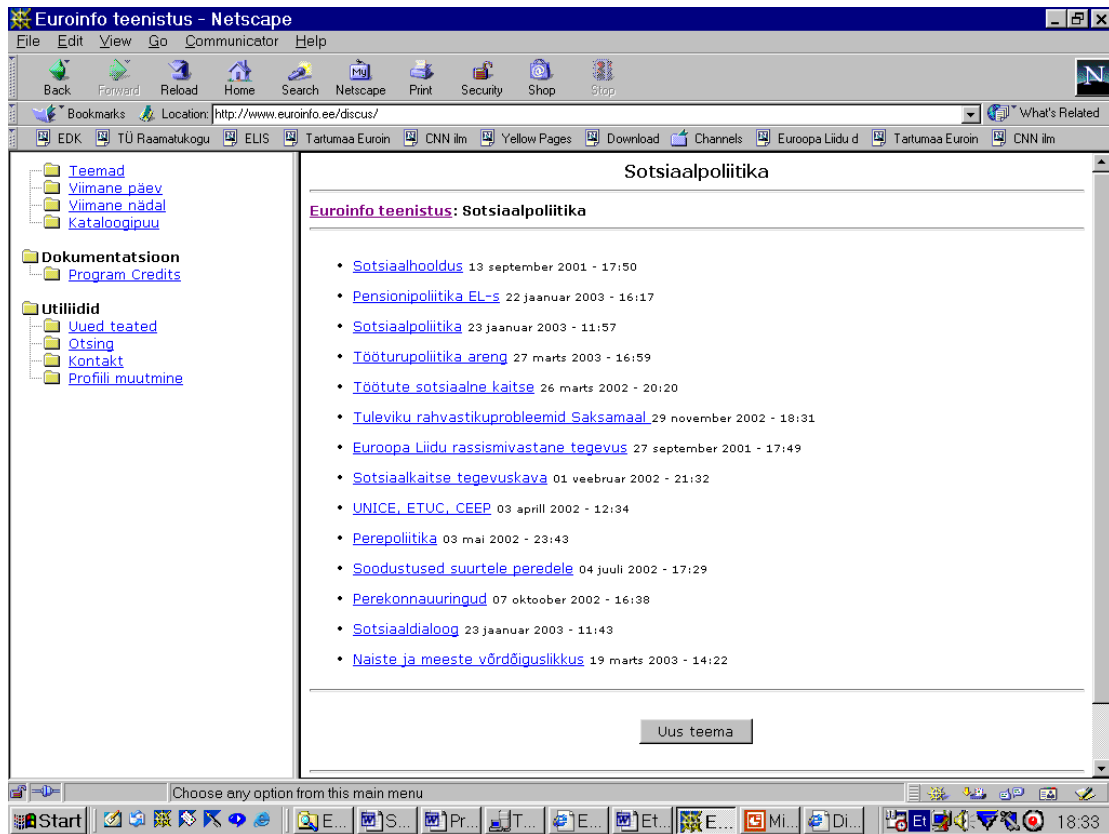 Euroinfo teenistus - Netscape
File Edit View Go Communicator Help
Back Forward Reload Home Search Netscape Print Security Shop Stop
Bookmarks Location: http://www.euroinfo.ee/discus/ What's Related
EDK TÜ Raamatukogu ELIS Tartumaa Euroin CNN ilm Yellow Pages Download Channels Euroopa Liidu d Tartumaa Euroin CNN ilm
Teemad
Viimane päev
Viimane nädal
Kataloogipuu
Dokumentatsioon
Program Credits
Utiliidid
Uued teated
Otsing
Kontakt
Profiili muutmine
Sotsiaalpoliitika
Euroinfo teenistus: Sotsiaalpoliitika
• Sotsiaalhooldus 13 september 2001 - 17:50
• Pensionipoliitika EL-s 22 jaanuar 2003 - 16:17
• Sotsiaalpoliitika 23 jaanuar 2003 - 11:57
• Tööturupoliitika areng 27 marts 2003 - 16:59
• Töötute sotsiaalne kaitse 26 marts 2002 - 20:20
• Tuleviku rahvastikuprobleemid Saksamaal 29 november 2002 - 18:31
• Euroopa Liidu rassismivastane tegevus 27 september 2001 - 17:49
• Sotsiaalkaitse tegevuskava 01 veebruar 2002 - 21:32
• UNICE, ETUC, CEEP 03 aprill 2002 - 12:34
• Perepoliitika 03 mai 2002 - 23:43
• Soodustused suurtele peredele 04 juuli 2002 - 17:29
• Perekonnauuringud 07 oktoober 2002 - 16:38
• Sotsiaaldialoog 23 jaanuar 2003 - 11:43
• Naiste ja meeste võrdõiguslikkus 19 marts 2003 - 14:22
Uus teema
Choose any option from this main menu
Start E... S... Pr... T... E... Et... E... Mi... Di... Et 18:33